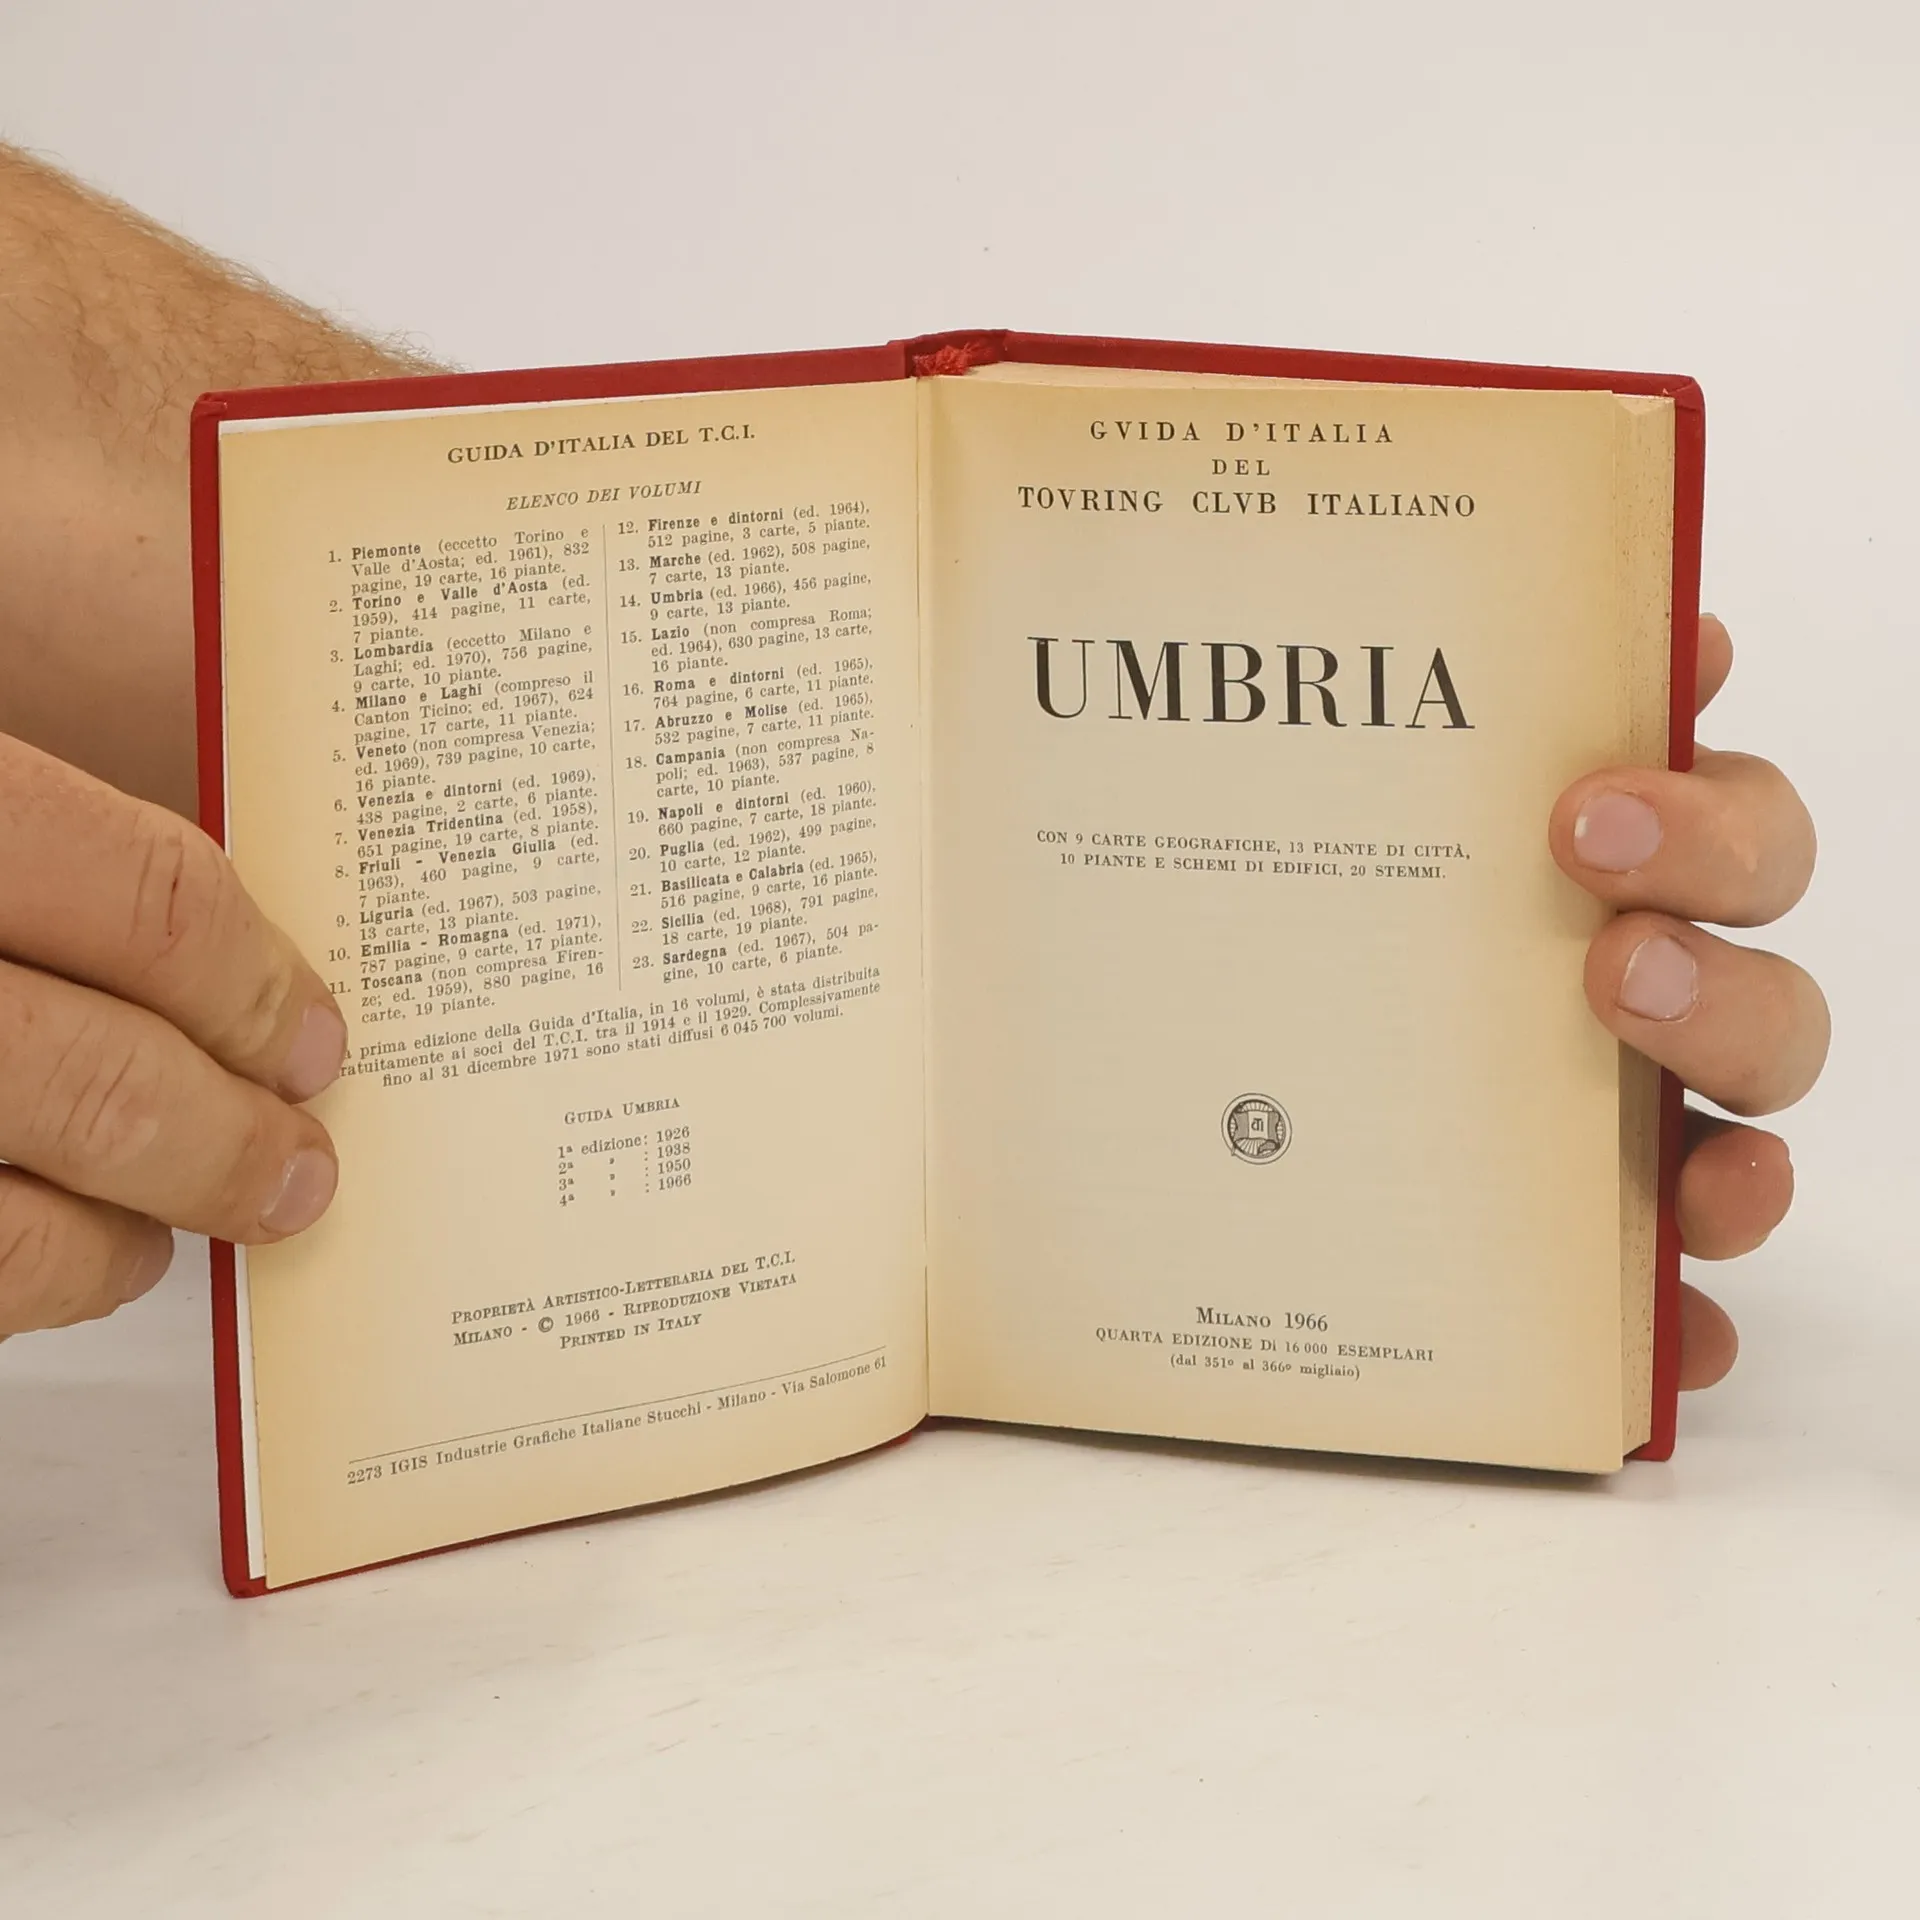 GUIDA D'ITALIA DEL T.C.I.
ELENCO DEI VOLUMI
1. Piemonte (eccetto Torino e
Valle d'Aosta; ed. 1961), 832
pagine, 19 carte, 16 piante.
2. Torino e Valle d'Aosta (ed.
1959), 414 pagine, 11 carte,
7 piante.
3. Lombardia (eccetto Milano e
Laghi; ed. 1970), 756 pagine,
9 carte, 10 piante.
4. Milano e Laghi (compreso il
Canton Ticino; ed. 1967), 624
pagine, 17 carte, 11 piante.
5. Veneto (non compresa Venezia;
ed. 1969), 739 pagine, 10 carte,
16 piante.
6. Venezia e dintorni (ed. 1969),
438 pagine, 2 carte, 6 piante.
7. Venezia Tridentina (ed. 1958),
651 pagine, 19 carte, 8 piante.
8. Friuli - Venezia Giulia (ed.
1963), 460 pagine, 9 carte,
7 piante.
9. Liguria (ed. 1967), 503 pagine,
13 carte, 13 piante.
10. Emilia - Romagna (ed. 1971),
787 pagine, 9 carte, 17 piante.
11. Toscana (non compresa Firen-
ze; ed. 1959), 880 pagine, 16
carte, 19 piante.
12. Firenze e dintorni (ed. 1964),
512 pagine, 3 carte, 5 piante.
13. Marche (ed. 1962), 508 pagine,
7 carte, 13 piante.
14. Umbria (ed. 1966), 456 pagine,
9 carte, 13 piante.
15. Lazio (non compresa Roma;
ed. 1964), 630 pagine, 13 carte,
16 piante.
16. Roma e dintorni (ed. 1965),
764 pagine, 6 carte, 11 piante.
17. Abruzzo e Molise (ed. 1965),
532 pagine, 7 carte, 11 piante.
18. Campania (non compresa Na-
poli; ed. 1963), 537 pagine, 8
carte, 10 piante.
19. Napoli e dintorni (ed. 1960),
660 pagine, 7 carte, 18 piante.
20. Puglia (ed. 1962), 499 pagine,
10 carte, 12 piante.
21. Basilicata e Calabria (ed. 1965),
516 pagine, 9 carte, 16 piante.
22. Sicilia (ed. 1968), 791 pagine,
18 carte, 19 piante.
23. Sardegna (ed. 1967), 504 pa-
gine, 10 carte, 6 piante.
prima edizione della Guida d'Italia, in 16 volumi, è stata distribuita
ratuitamente ai soci del T.C.I. tra il 1914 e il 1929. Complessivamente
fino al 31 dicembre 1971 sono stati diffusi 6 045 700 volumi.
GUIDA UMBRIA
1ª edizione: 1926
2ª » : 1938
3ª » : 1950
4ª » : 1966
PROPRIETÀ ARTISTICO-LETTERARIA DEL T.C.I.
MILANO - © 1966 - RIPRODUZIONE VIETATA
PRINTED IN ITALY
2273 IGIS Industrie Grafiche Italiane Stucchi - Milano - Via Salomone 61
GVIDA D'ITALIA
DEL
TOVRING CLVB ITALIANO
UMBRIA
CON 9 CARTE GEOGRAFICHE, 13 PIANTE DI CITTÀ,
10 PIANTE E SCHEMI DI EDIFICI, 20 STEMMI.
MILANO 1966
QUARTA EDIZIONE Di 16 000 ESEMPLARI
(dal 351º al 366º migliaio)